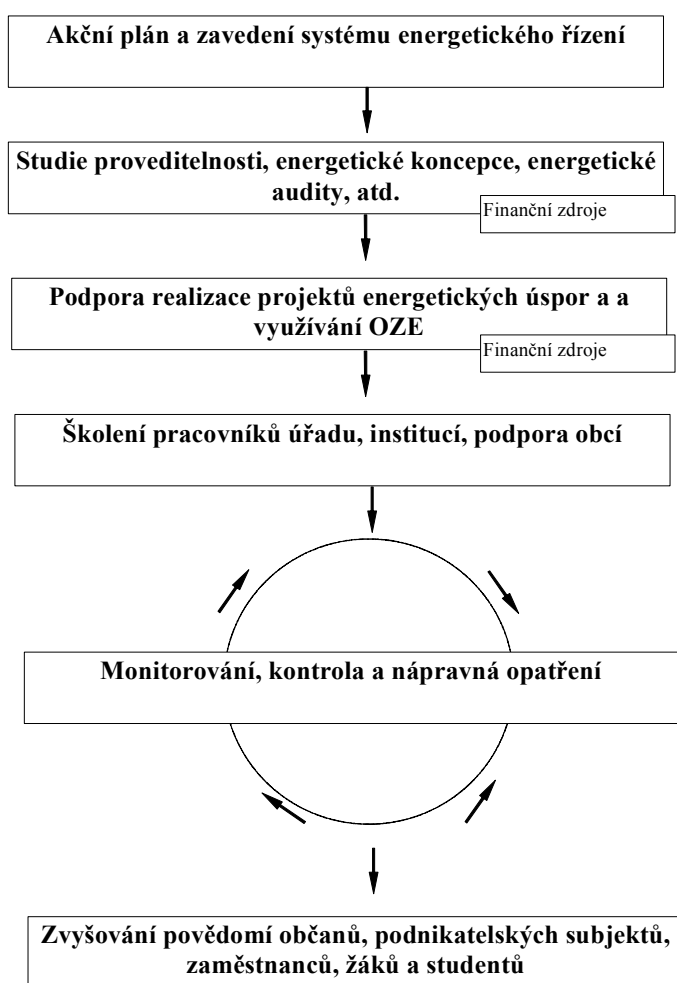 Akční plán a zavedení systému energetického řízení
Studie proveditelnosti, energetické koncepce, energetické
audity, atd.
Finanční zdroje
Podpora realizace projektů energetických úspor a a
využívání OZE
Finanční zdroje
Školení pracovníků úřadu, institucí, podpora obcí
Monitorování, kontrola a nápravná opatření
Zvyšování povědomí občanů, podnikatelských subjektů,
zaměstnanců, žáků a studentů